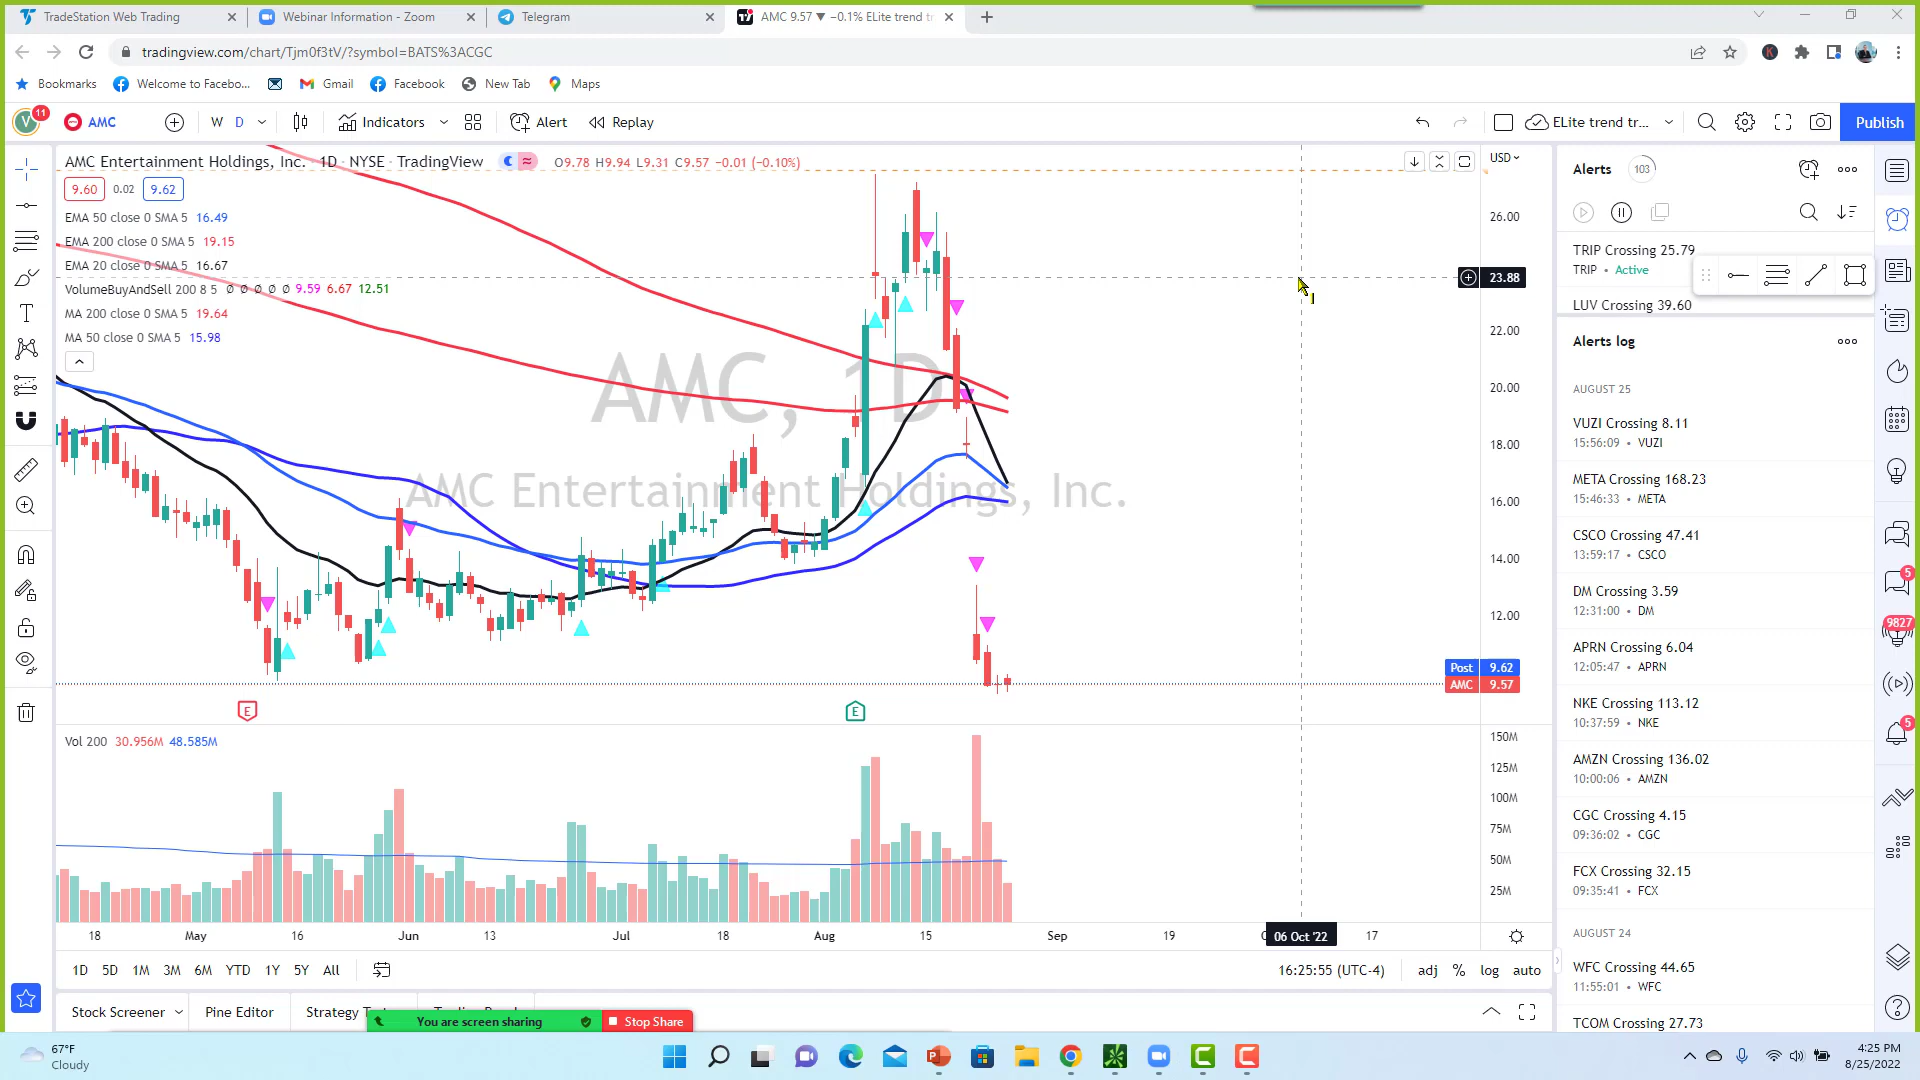 TradeStation Web Trading
Webinar Information - Zoom
Telegram
AMC 9.57 ▼ −0.1% ELite trend tr
tradingview.com/chart/Tjm0f3tV/?symbol=BATS%3ACGC
Bookmarks
Welcome to Facebo...
Gmail
Facebook
New Tab
Maps
V 11
AMC
W D
Indicators
Alert
Replay
ELite trend tr...
Publish
AMC Entertainment Holdings, Inc. · 1D · NYSE · TradingView
O9.78 H9.94 L9.31 C9.57 −0.01 (−0.10%)
9.60 0.02 9.62
EMA 50 close 0 SMA 5 16.49
EMA 200 close 0 SMA 5 19.15
EMA 20 close 0 SMA 5 16.67
VolumeBuyAndSell 200 8 5 Ø Ø Ø Ø Ø 9.59 6.67 12.51
MA 200 close 0 SMA 5 19.64
MA 50 close 0 SMA 5 15.98
AMC, 1D
AMC Entertainment Holdings, Inc.
USD
26.00
23.88
22.00
20.00
18.00
16.00
14.00
12.00
Post 9.62
AMC 9.57
E
E
Vol 200 30.956M 48.585M
150M
125M
100M
75M
50M
25M
18 May 16 Jun 13 Jul 18 Aug 15 Sep 19 06 Oct '22 17
1D 5D 1M 3M 6M YTD 1Y 5Y All
16:25:55 (UTC-4) adj % log auto
Stock Screener
Pine Editor
Strategy
You are screen sharing
Stop Share
Alerts 103
TRIP Crossing 25.79
TRIP • Active
LUV Crossing 39.60
Alerts log
AUGUST 25
VUZI Crossing 8.11
15:56:09 • VUZI
META Crossing 168.23
15:46:33 • META
CSCO Crossing 47.41
13:59:17 • CSCO
DM Crossing 3.59
12:31:00 • DM
APRN Crossing 6.04
12:05:47 • APRN
NKE Crossing 113.12
10:37:59 • NKE
AMZN Crossing 136.02
10:00:06 • AMZN
CGC Crossing 4.15
09:36:02 • CGC
FCX Crossing 32.15
09:35:41 • FCX
AUGUST 24
WFC Crossing 44.65
11:55:01 • WFC
TCOM Crossing 27.73
5
9827
5
67°F
Cloudy
4:25 PM
8/25/2022